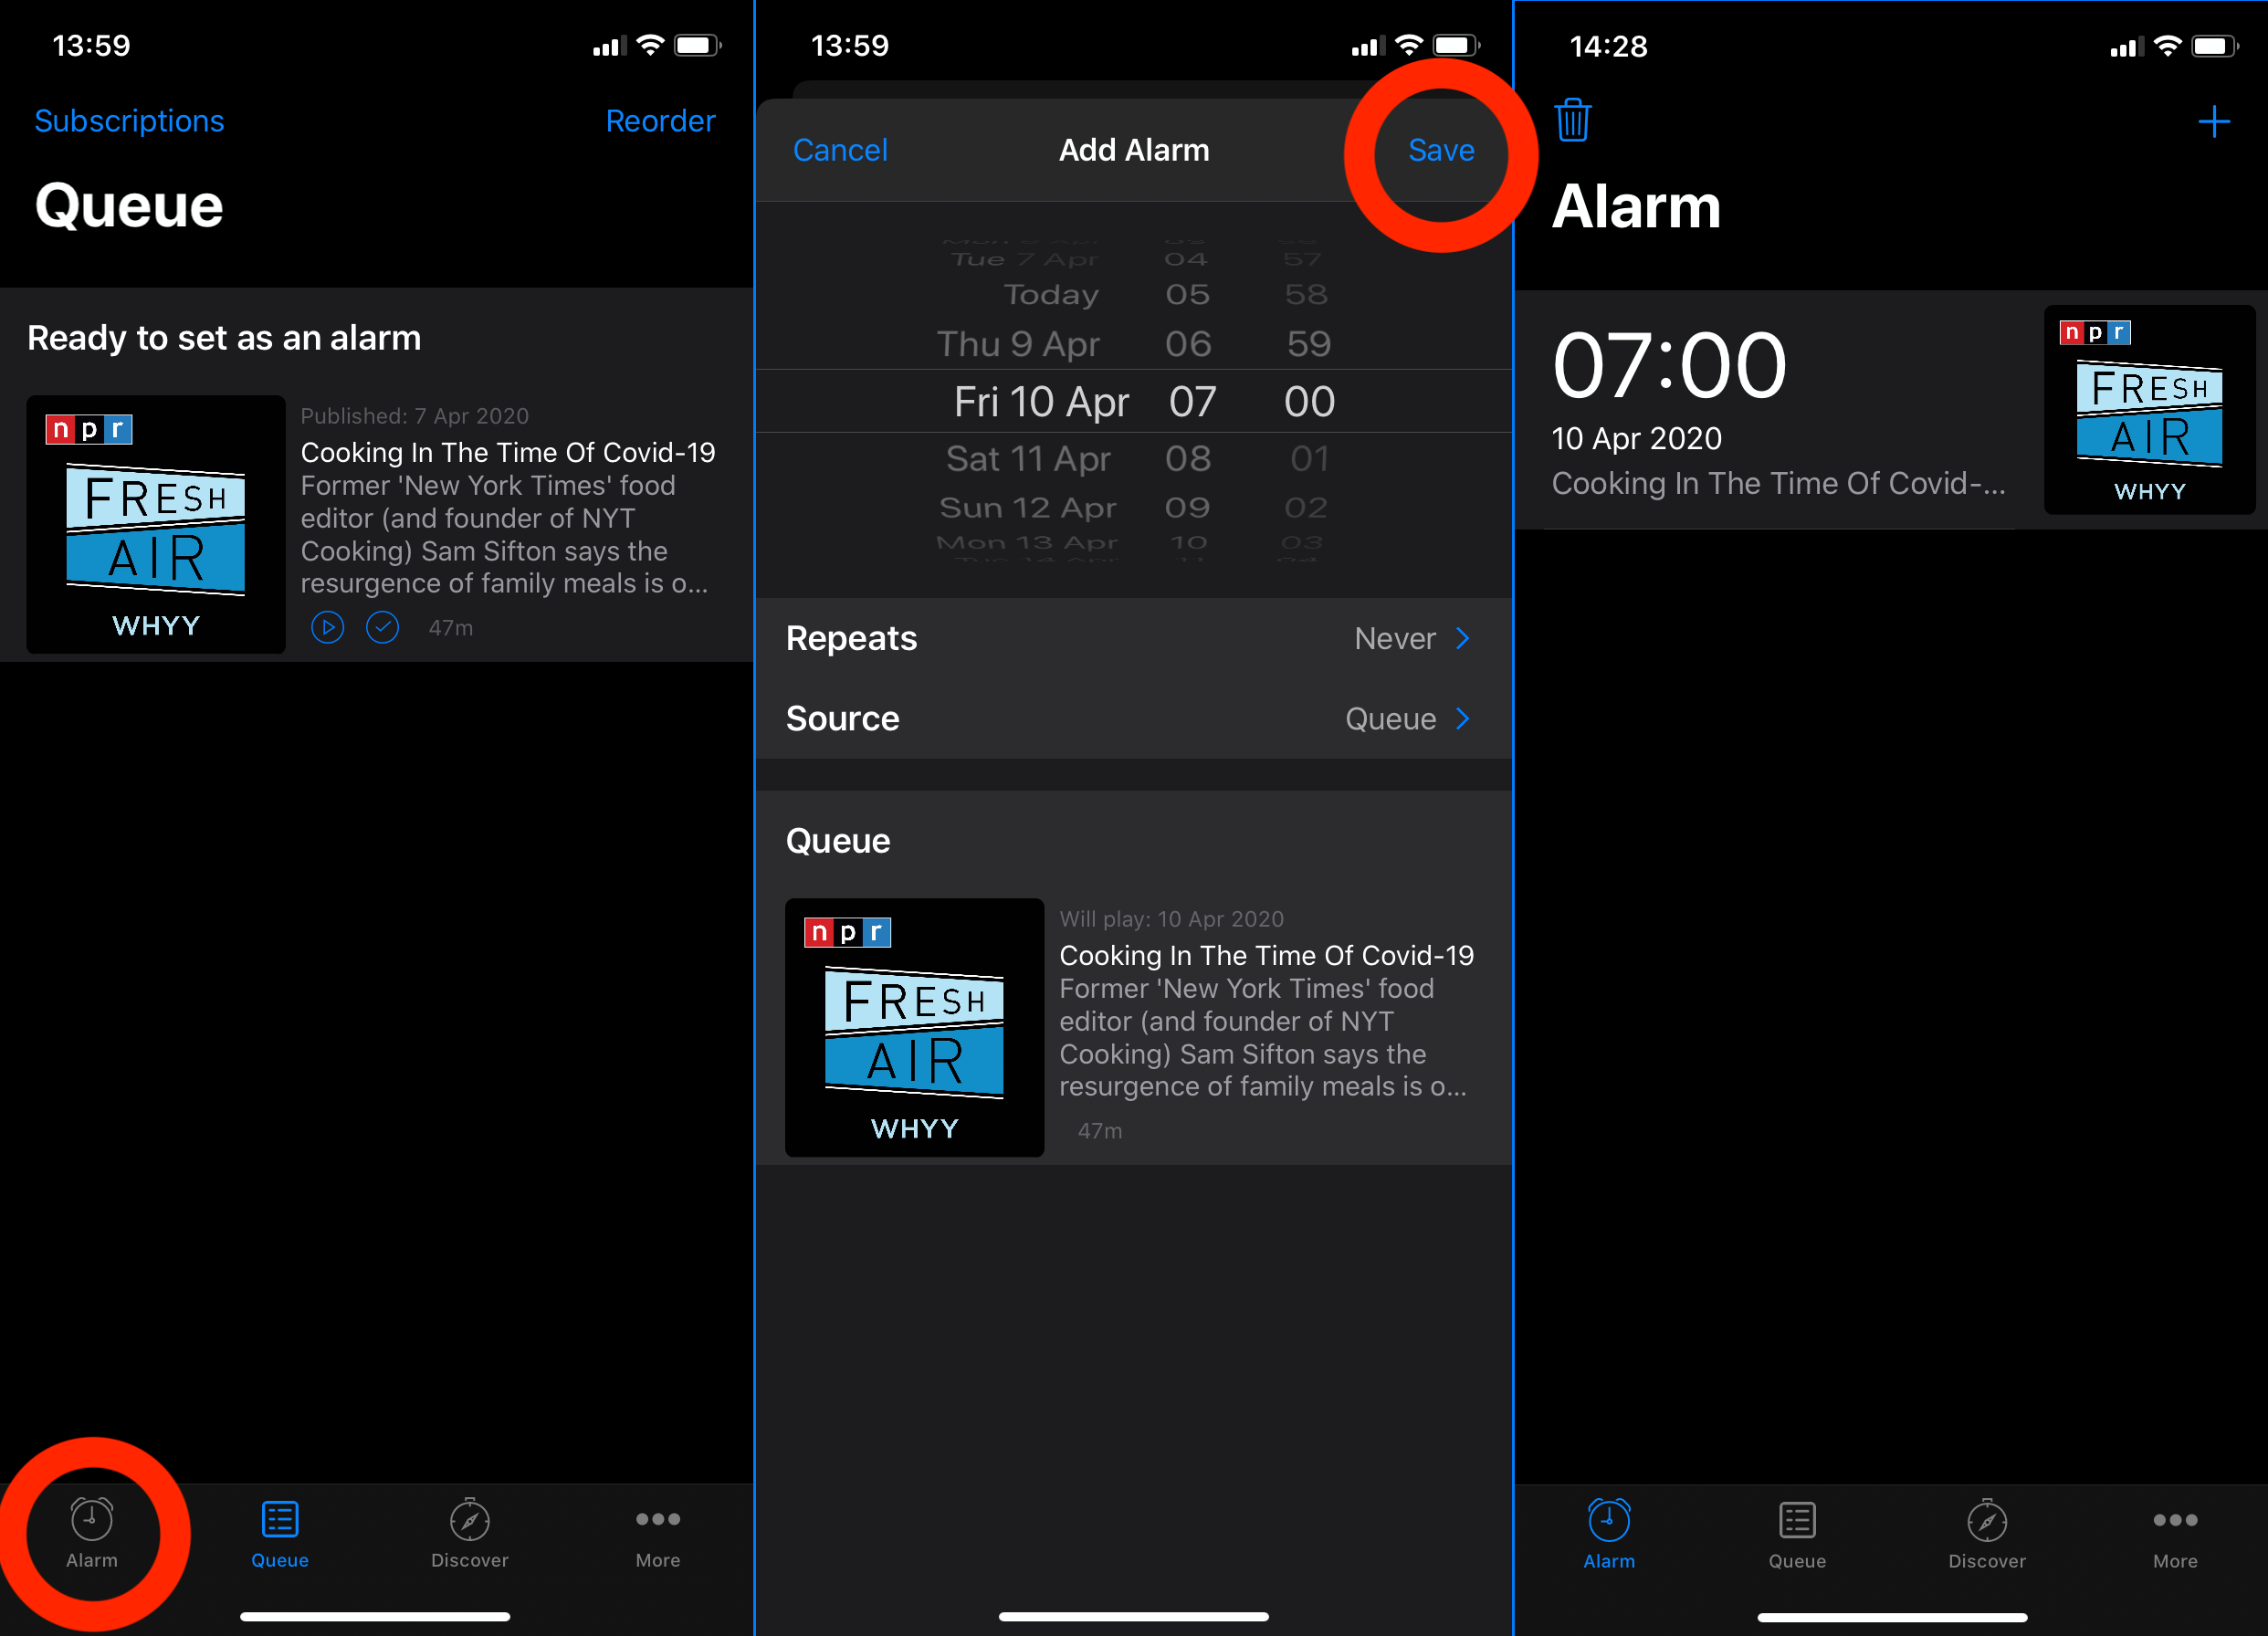 13:59
Subscriptions
Reorder
Queue
Ready to set as an alarm
npr
FRESH
AIR
WHYY
Published: 7 Apr 2020
Cooking In The Time Of Covid-19
Former 'New York Times' food
editor (and founder of NYT
Cooking) Sam Sifton says the
resurgence of family meals is o...
47m
Alarm
Queue
Discover
More
13:59
Cancel
Add Alarm
Save
Tue 7 Apr 04 57
Today 05 58
Thu 9 Apr 06 59
Fri 10 Apr 07 00
Sat 11 Apr 08 01
Sun 12 Apr 09 02
Mon 13 Apr 10 03
Repeats
Never
Source
Queue
Queue
npr
FRESH
AIR
WHYY
Will play: 10 Apr 2020
Cooking In The Time Of Covid-19
Former 'New York Times' food
editor (and founder of NYT
Cooking) Sam Sifton says the
resurgence of family meals is o...
47m
14:28
Alarm
07:00
10 Apr 2020
Cooking In The Time Of Covid-...
npr
FRESH
AIR
WHYY
Alarm
Queue
Discover
More